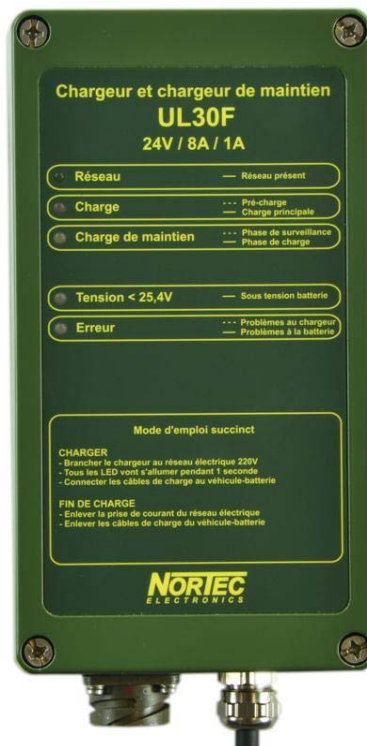 Chargeur et chargeur de maintien
UL30F
24V / 8A / 1A
Réseau — Réseau présent
Charge --- Pré-charge
— Charge principale
Charge de maintien --- Phase de surveillance
— Phase de charge
Tension < 25,4V — Sous tension batterie
Erreur --- Problèmes au chargeur
— Problèmes à la batterie
Mode d'emploi succinct
CHARGER
- Brancher le chargeur au réseau électrique 220V
- Tous les LED vont s'allumer pendant 1 seconde
- Connecter les câbles de charge au véhicule-batterie
FIN DE CHARGE
- Enlever la prise de courant du réseau électrique
- Enlever les câbles de charge du véhicule-batterie
NORTEC
ELECTRONICS